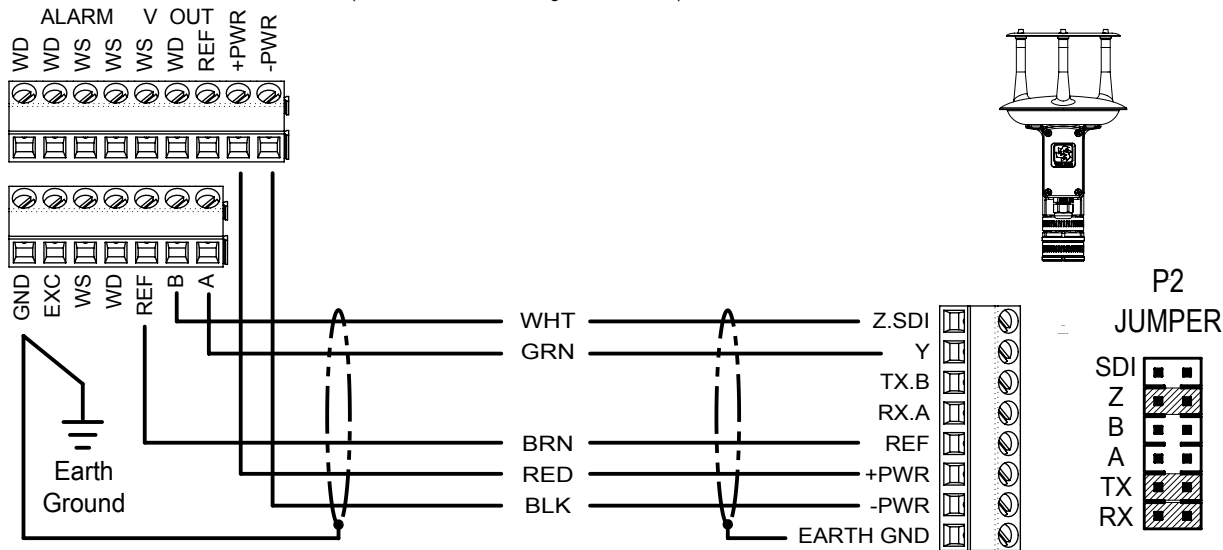 ALARM V OUT
WD WD WS WS WS WD REF +PWR -PWR
GND EXC WS WD REF B A
Earth
Ground
WHT
GRN
BRN
RED
BLK
Z.SDI
Y
TX.B
RX.A
REF
+PWR
-PWR
EARTH GND
P2
JUMPER
SDI
Z
B
A
TX
RX